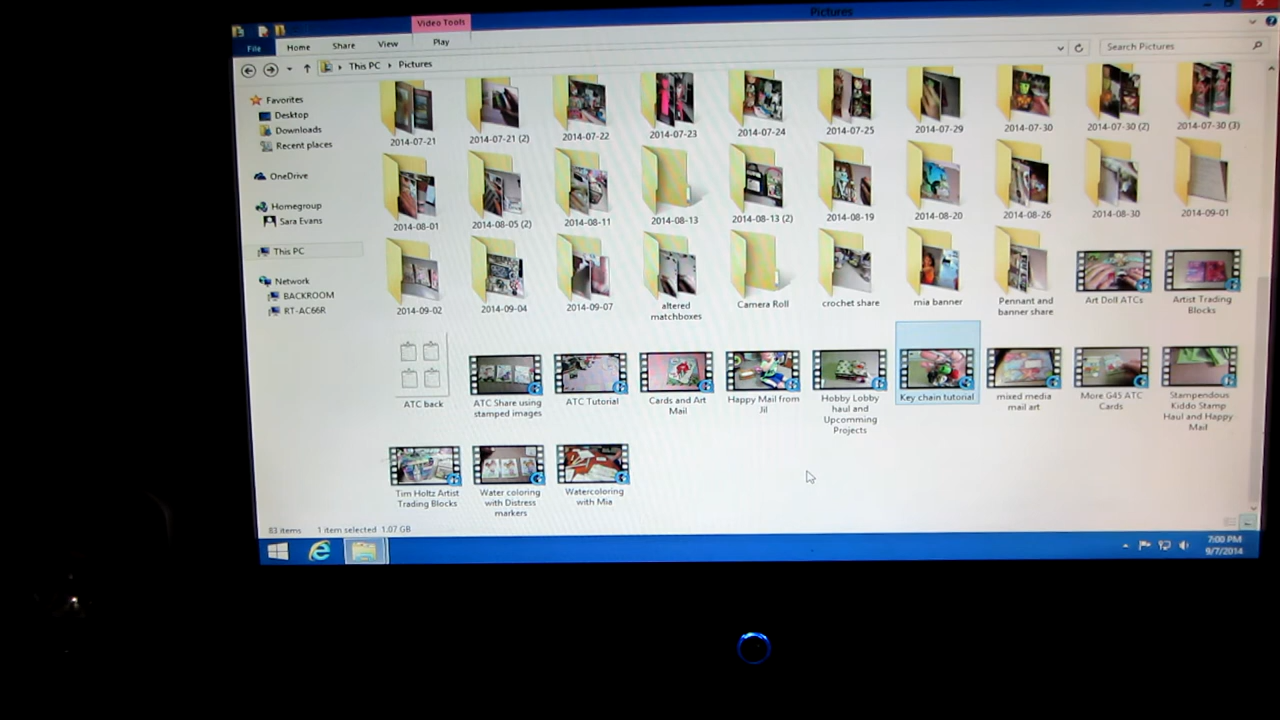 Video Tools
Pictures
File
Home
Share
View
Play
This PC
Pictures
Search Pictures
Favorites
Desktop
Downloads
Recent places
OneDrive
Homegroup
Sara Evans
This PC
Network
BACKROOM
RT-AC66R
2014-07-21
2014-07-21 (2)
2014-07-22
2014-07-23
2014-07-24
2014-07-25
2014-07-29
2014-07-30
2014-07-30 (2)
2014-07-30 (3)
2014-08-01
2014-08-05 (2)
2014-08-11
2014-08-13
2014-08-13 (2)
2014-08-19
2014-08-20
2014-08-26
2014-08-30
2014-09-01
2014-09-02
2014-09-04
2014-09-07
altered
matchboxes
Camera Roll
crochet share
mia banner
Pennant and
banner share
Art Doll ATCs
Artist Trading
Blocks
ATC back
ATC Share using
stamped images
ATC Tutorial
Cards and Art
Mail
Happy Mail from
Jil
Hobby Lobby
haul and
Upcomming
Projects
Key chain tutorial
mixed media
mail art
More G45 ATC
Cards
Stampendous
Kiddo Stamp
Haul and Happy
Mail
Tim Holtz Artist
Trading Blocks
Water coloring
with Distress
markers
Watercoloring
with Mia
83 items
1 item selected 1.07 GB
7:00 PM
9/7/2014